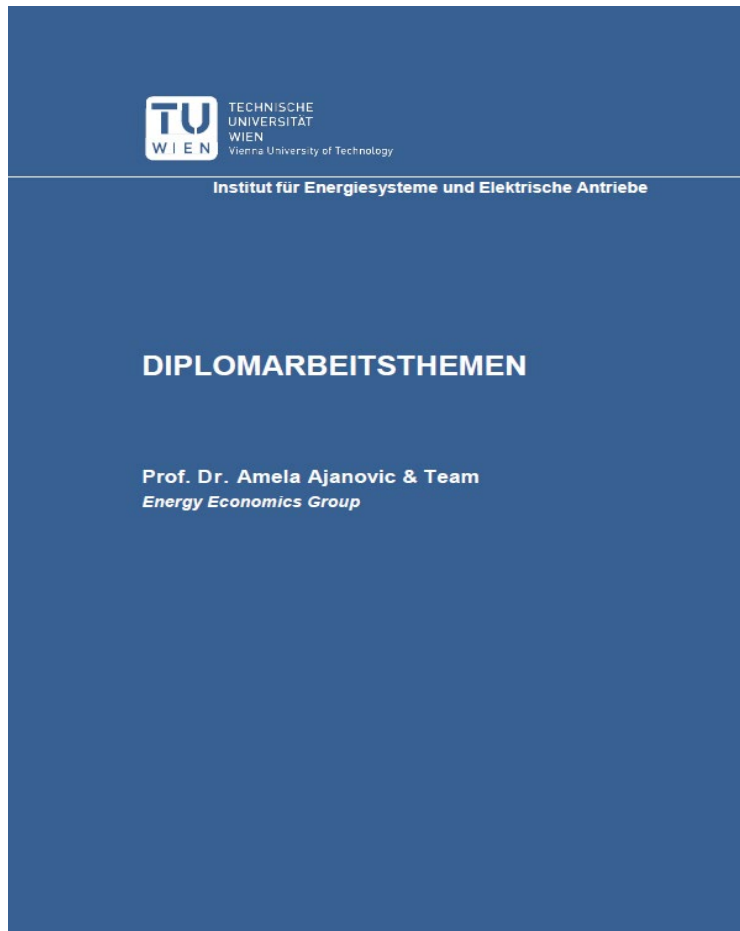 TU
WIEN
TECHNISCHE
UNIVERSITÄT
WIEN
Vienna University of Technology
Institut für Energiesysteme und Elektrische Antriebe
DIPLOMARBEITSTHEMEN
Prof. Dr. Amela Ajanovic & Team
Energy Economics Group